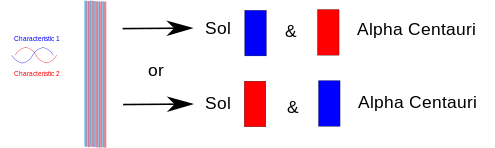 Characteristic 1
Characteristic 2
Sol & Alpha Centauri
or
Sol & Alpha Centauri